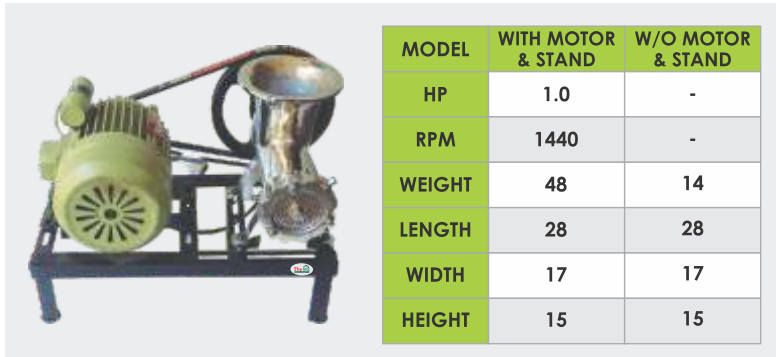 MODEL WITH MOTOR & STAND W/O MOTOR & STAND
HP 1.0 -
RPM 1440 -
WEIGHT 48 14
LENGTH 28 28
WIDTH 17 17
HEIGHT 15 15